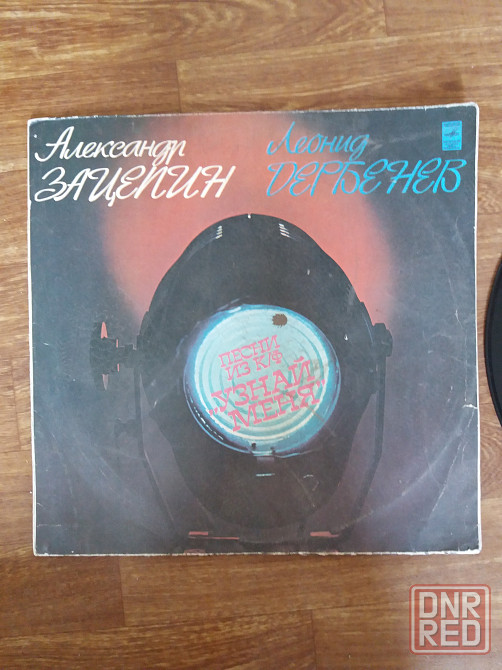 Александр
ЗАЦЕПИН
Леонид
ДЕРБЕНЕВ
ПЕСНИ
ИЗ К/Ф
"УЗНАЙ
МЕНЯ"
DNR
RED